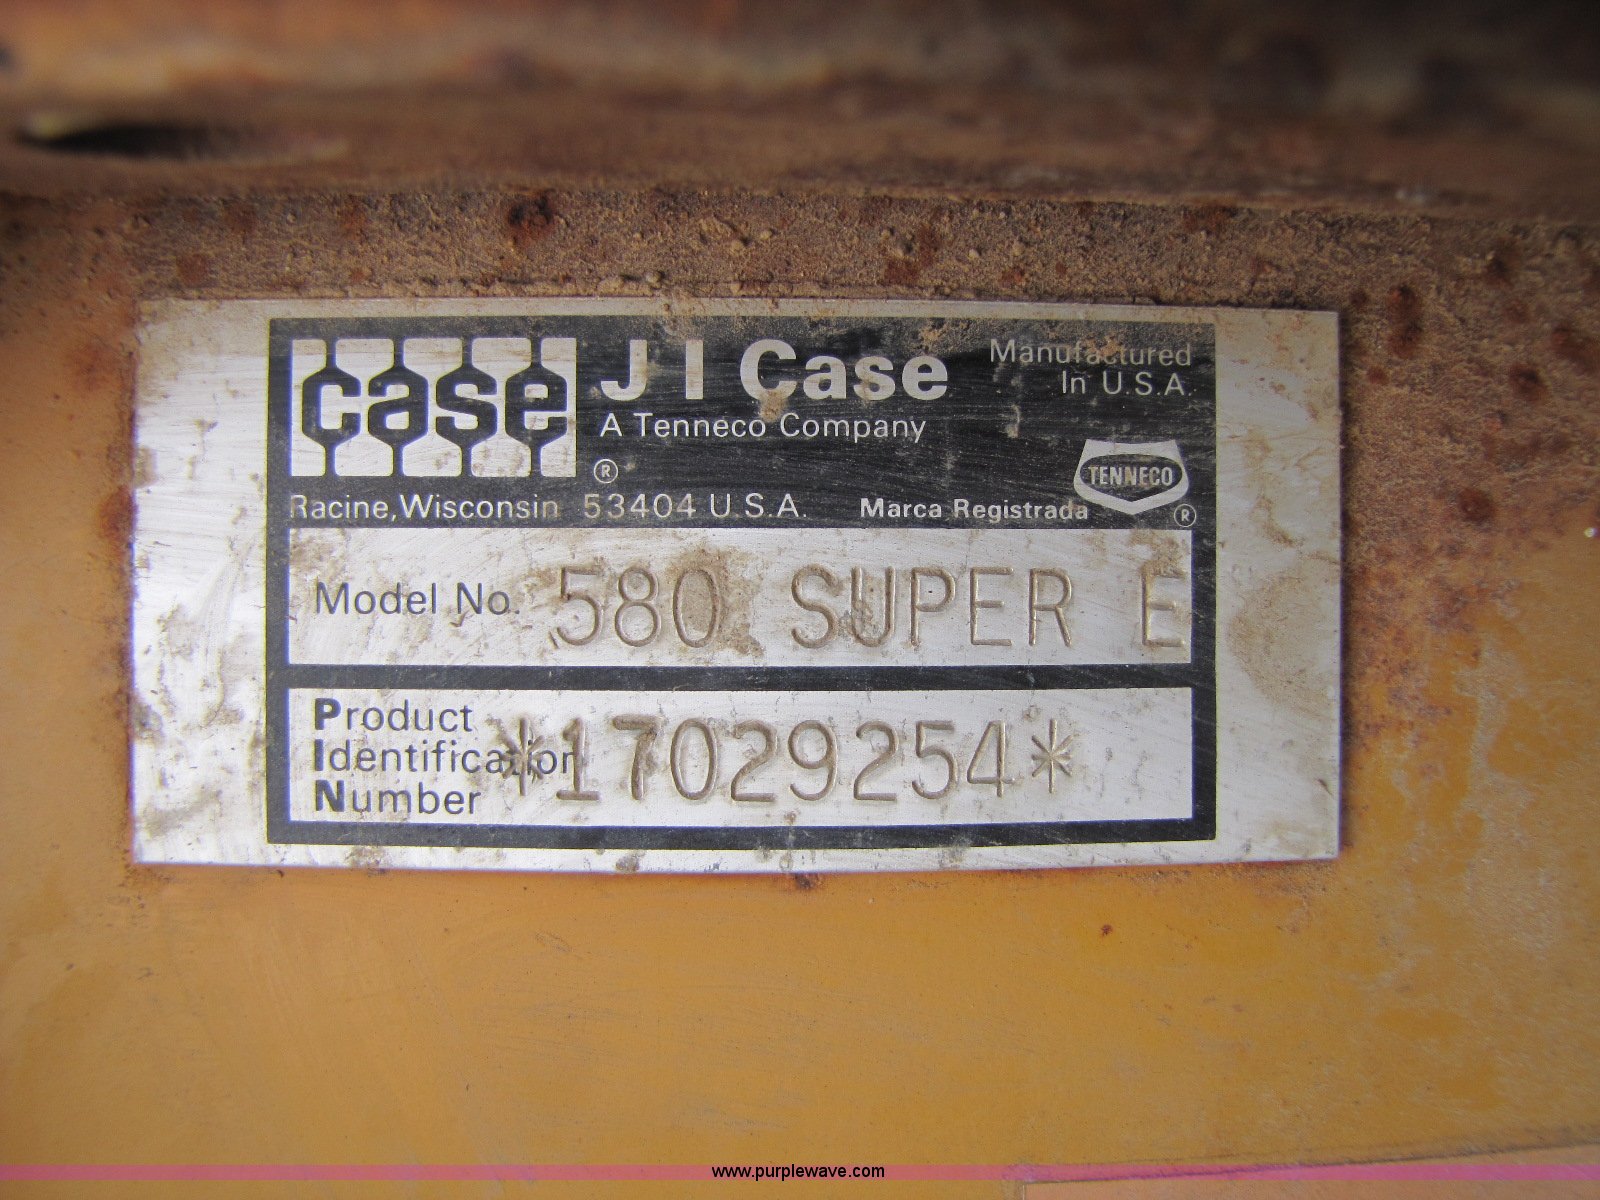 case
J I Case
Manufactured
In U.S.A.
A Tenneco Company
®
TENNECO
Racine, Wisconsin 53404 U.S.A.
Marca Registrada
®
Model No. 580 SUPER E
Product
Identification
Number
*17029254*
www.purplewave.com